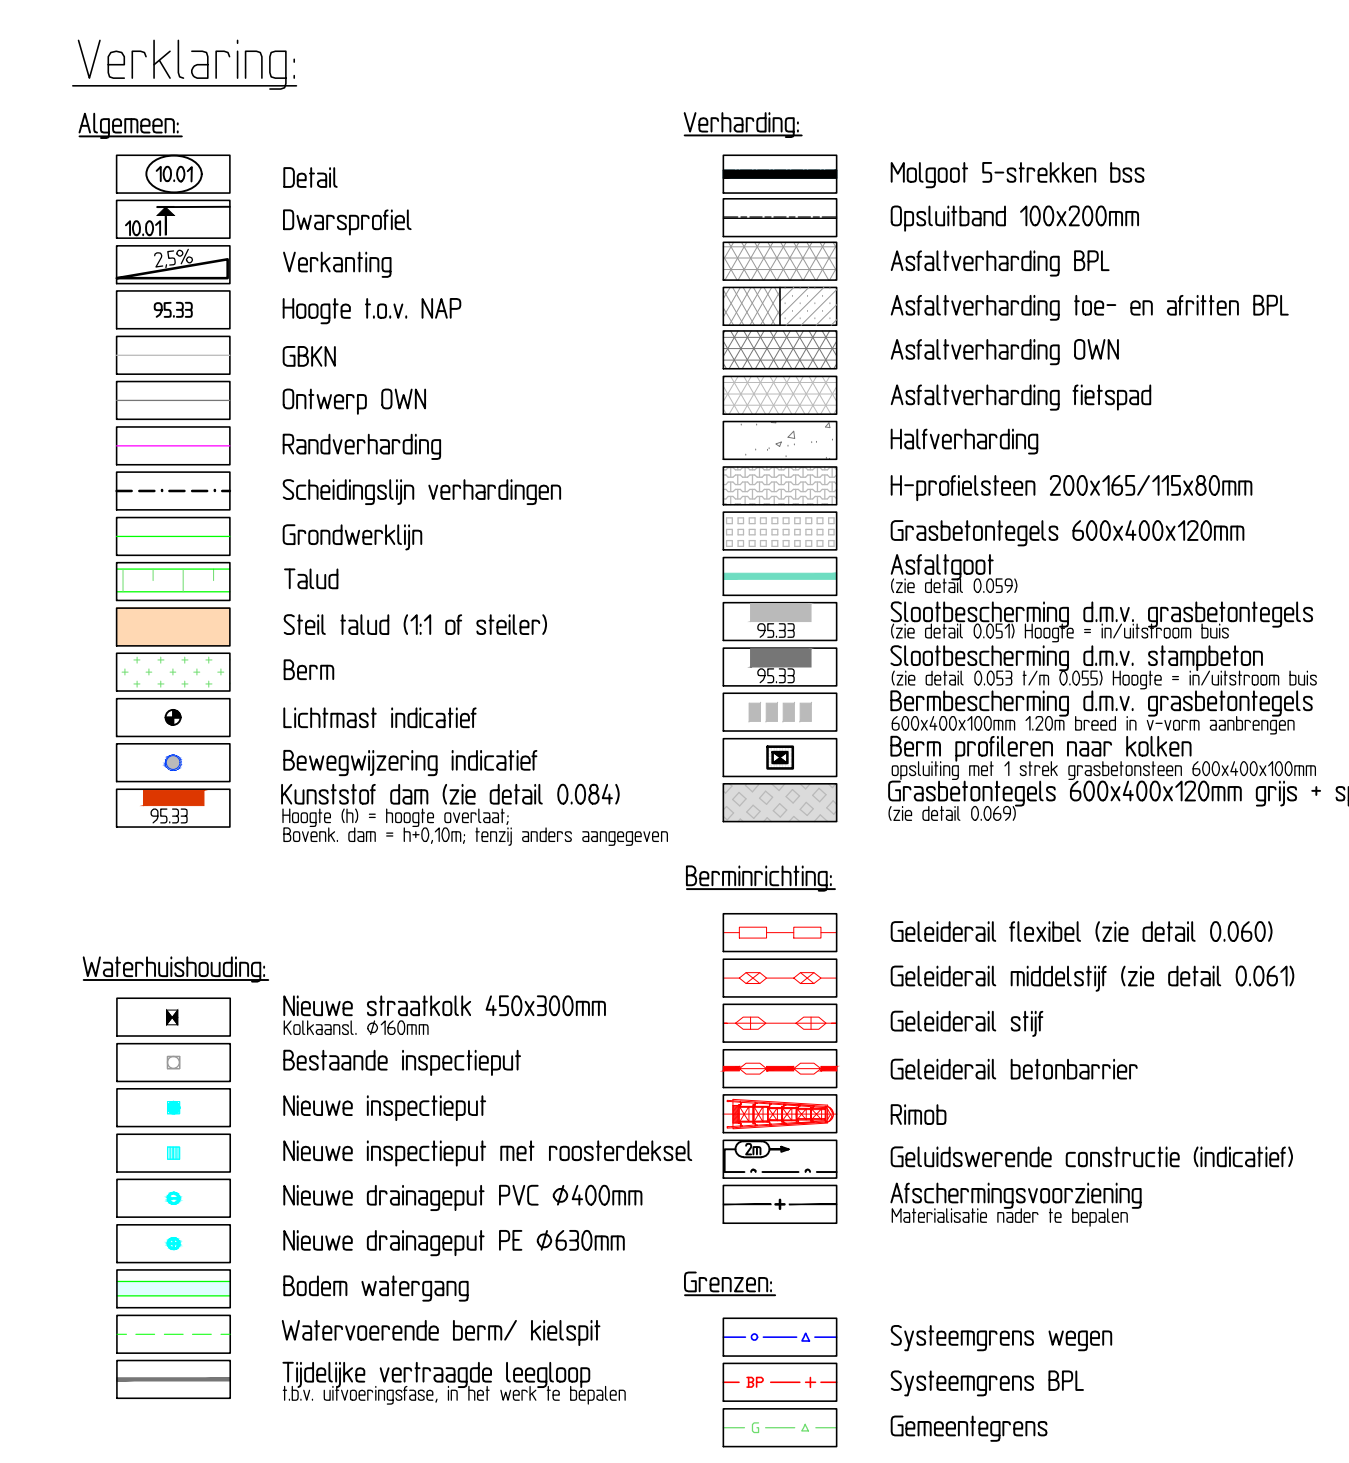 Verklaring:
Algemeen:
10.01
Detail
10.01
Dwarsprofiel
2,5%
Verkanting
95.33
Hoogte t.o.v. NAP
GBKN
Ontwerp OWN
Randverharding
Scheidingslijn verhardingen
Grondwerklijn
Talud
Steil talud (1:1 of steiler)
Berm
Lichtmast indicatief
Bewegwijzering indicatief
95.33
Kunststof dam (zie detail 0.084)
Hoogte (h) = hoogte overlaat;
Bovenk. dam = h+0,10m; tenzij anders aangegeven
Waterhuishouding:
Nieuwe straatkolk 450x300mm
Kolkaansl. Ø160mm
Bestaande inspectieput
Nieuwe inspectieput
Nieuwe inspectieput met roosterdeksel
Nieuwe drainageput PVC Ø400mm
Nieuwe drainageput PE Ø630mm
Bodem watergang
Watervoerende berm/ kielspit
Tijdelijke vertraagde leegloop
t.b.v. uitvoeringsfase, in het werk te bepalen
Verharding:
Molgoot 5-strekken bss
Opsluitband 100x200mm
Asfaltverharding BPL
Asfaltverharding toe- en afritten BPL
Asfaltverharding OWN
Asfaltverharding fietspad
Halfverharding
H-profielsteen 200x165/115x80mm
Grasbetontegels 600x400x120mm
Asfaltgoot
(zie detail 0.059)
95.33
Slootbescherming d.m.v. grasbetontegels
(zie detail 0.051) Hoogte = in/uitstroom buis
95.33
Slootbescherming d.m.v. stampbeton
(zie detail 0.053 t/m 0.055) Hoogte = in/uitstroom buis
Bermbescherming d.m.v. grasbetontegels
600x400x100mm 1.20m breed in v-vorm aanbrengen
Berm profileren naar kolken
opsluiting met 1 strek grasbetonsteen 600x400x100mm
Grasbetontegels 600x400x120mm grijs +
(zie detail 0.069)
Berminrichting:
Geleiderail flexibel (zie detail 0.060)
Geleiderail middelstijf (zie detail 0.061)
Geleiderail stijf
Geleiderail betonbarrier
Rimob
2m
Geluidswerende constructie (indicatief)
Afschermingsvoorziening
Materialisatie nader te bepalen
Grenzen:
Systeemgrens wegen
BP
Systeemgrens BPL
G
Gemeentegrens